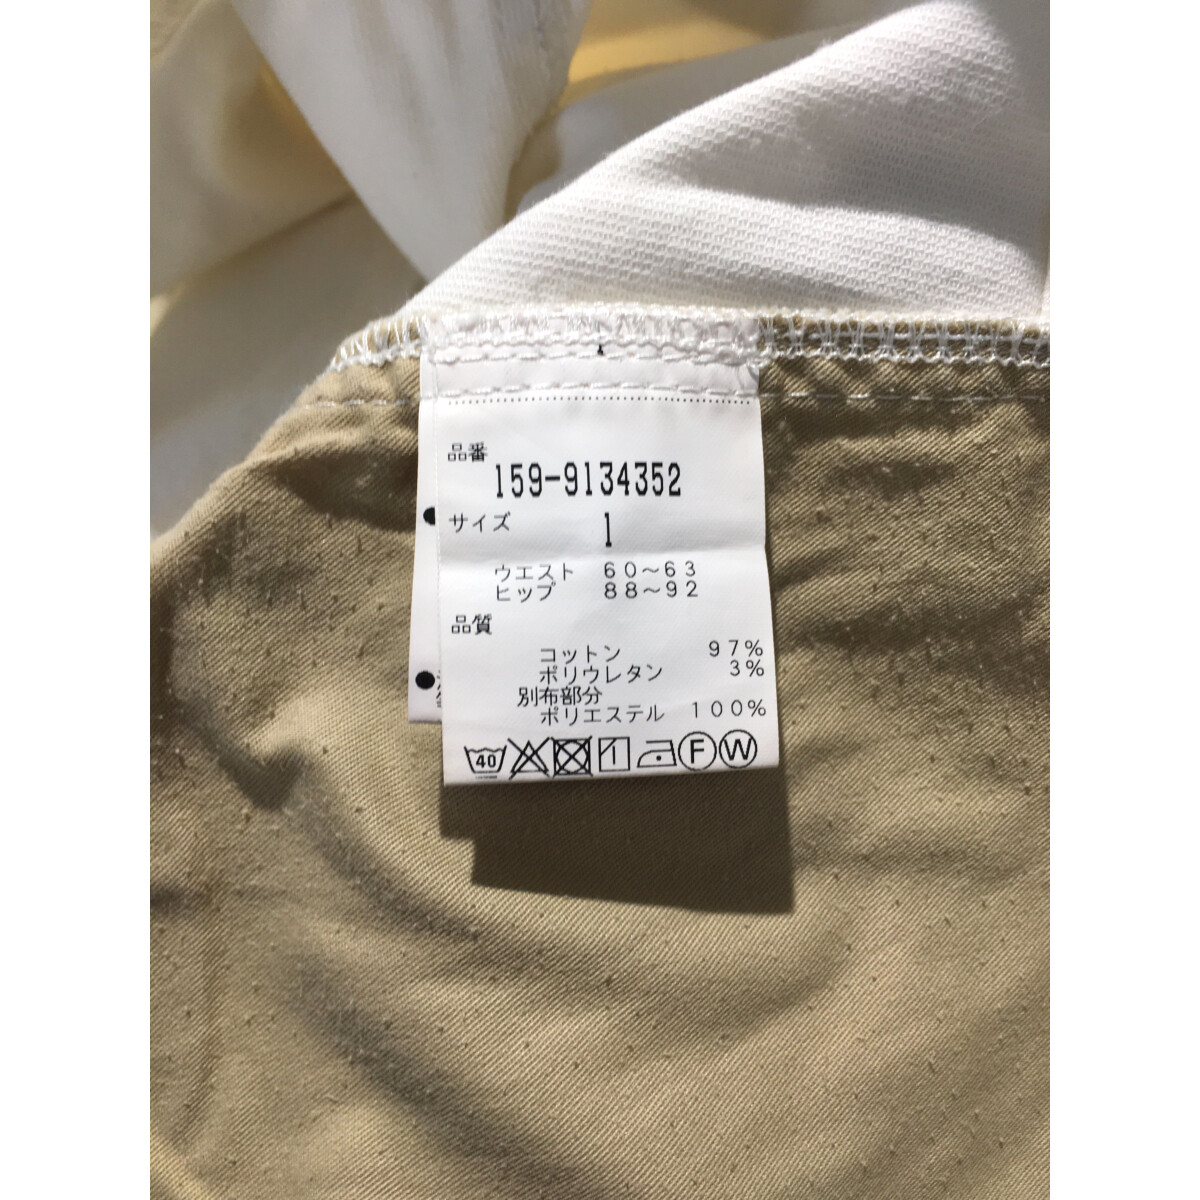 品番
159-9134352
サイズ 1
ウエスト 60～63
ヒップ 88～92
品質
コットン 97%
ポリウレタン 3%
別布部分
ポリエステル 100%
40 F W